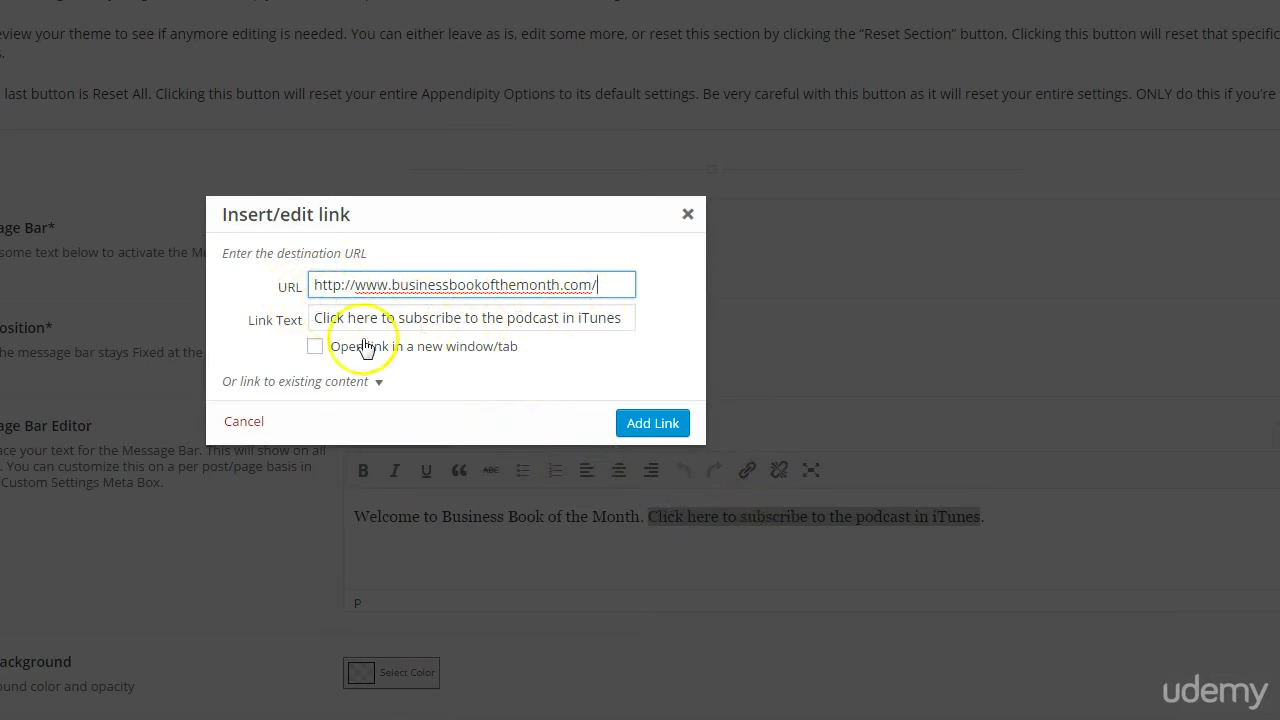 eview your theme to see if anymore editing is needed. You can either leave as is, edit some more, or reset this section by clicking the “Reset Section” button. Clicking this button will reset that specific
s.
last button is Reset All. Clicking this button will reset your entire Appendipity Options to its default settings. Be very careful with this button as it will reset your entire settings. ONLY do this if you’re
Insert/edit link
age Bar*
some text below to activate the Me
Enter the destination URL
URL http://www.businessbookofthemonth.com/
Link Text Click here to subscribe to the podcast in iTunes
osition*
he message bar stays Fixed at the
Open link in a new window/tab
Or link to existing content
Cancel Add Link
age Bar Editor
ace your text for the Message Bar. This will show on all
. You can customize this on a per post/page basis in
Custom Settings Meta Box.
B I U ABC
Welcome to Business Book of the Month. Click here to subscribe to the podcast in iTunes.
P
ackground
ound color and opacity
Select Color
udemy